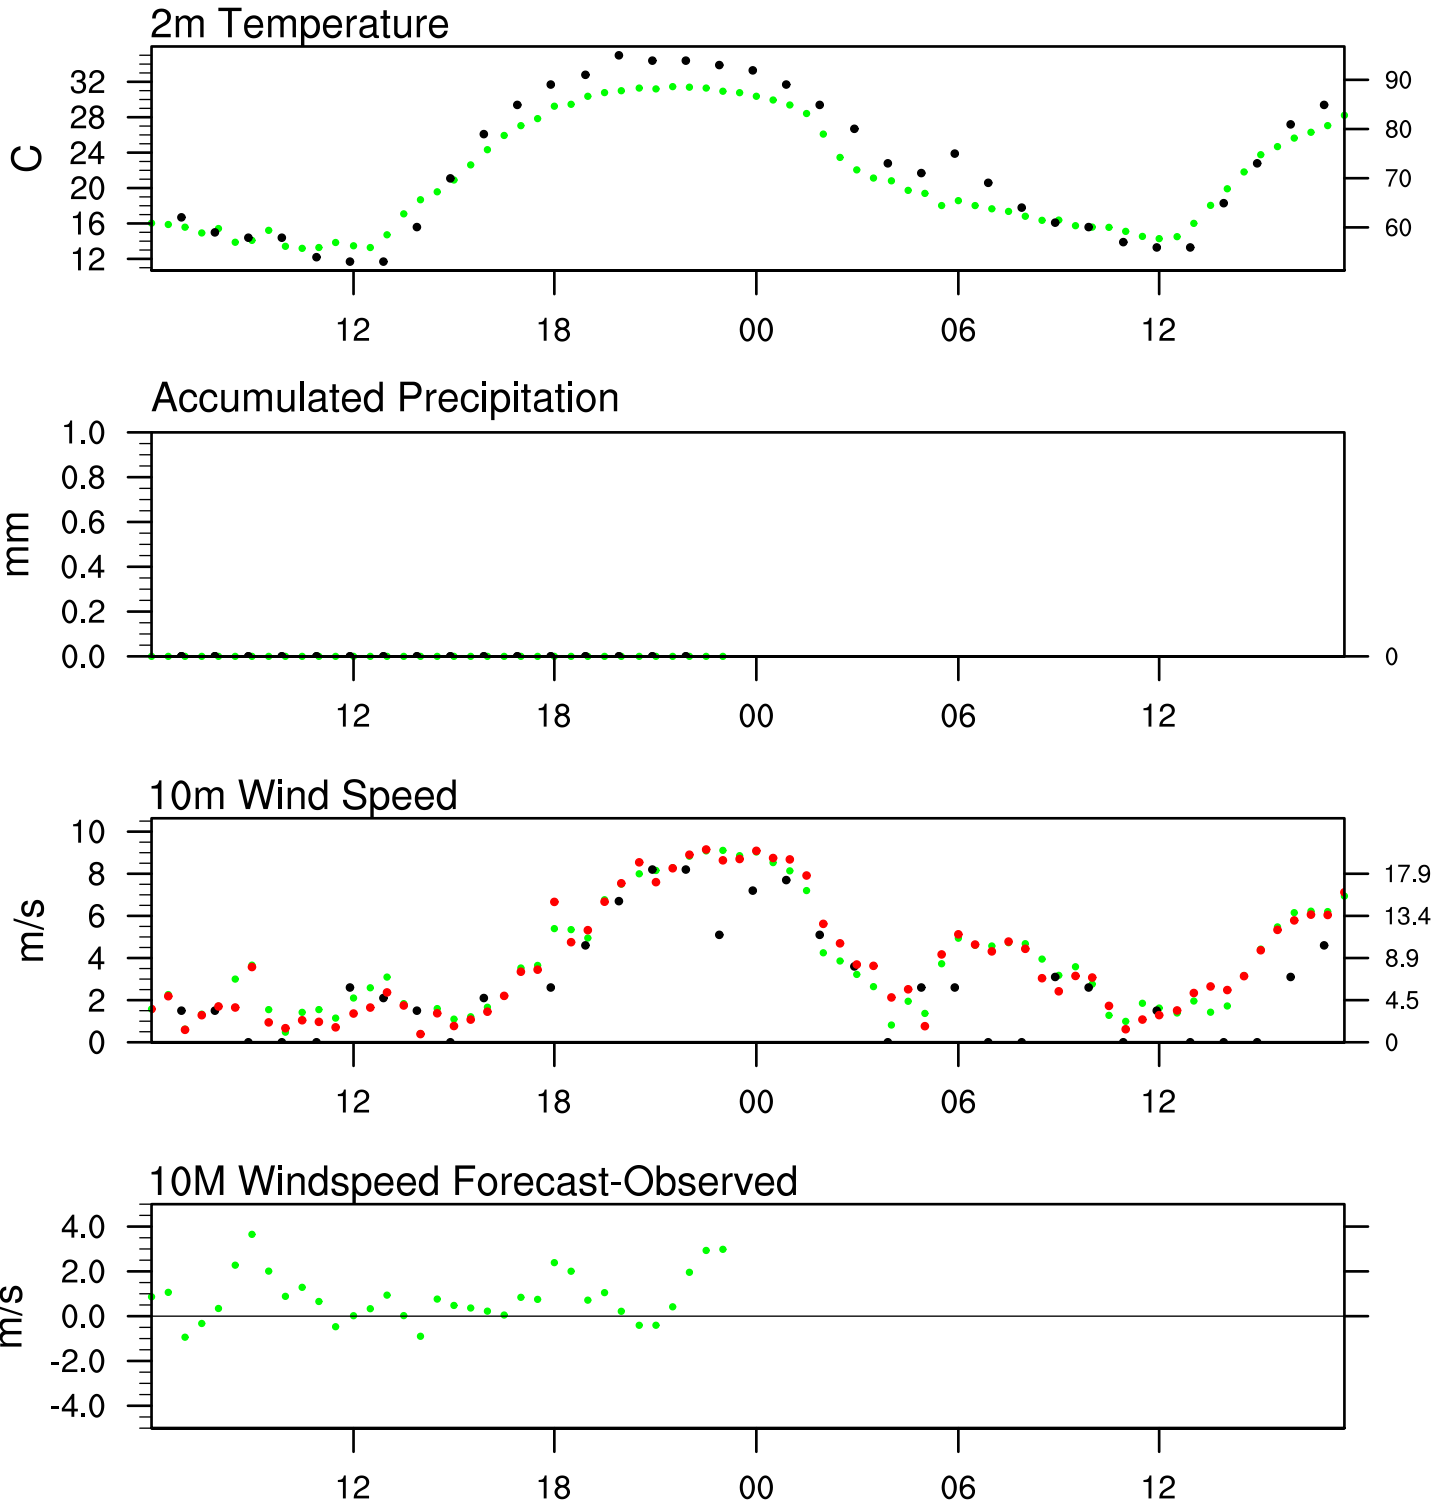 2m Temperature
C
32
28
24
20
16
12
90
80
70
60
12 18 00 06 12
Accumulated Precipitation
mm
1.0
0.8
0.6
0.4
0.2
0.0
0
12 18 00 06 12
10m Wind Speed
m/s
10
8
6
4
2
0
17.9
13.4
8.9
4.5
0
12 18 00 06 12
10M Windspeed Forecast-Observed
m/s
4.0
2.0
0.0
-2.0
-4.0
12 18 00 06 12